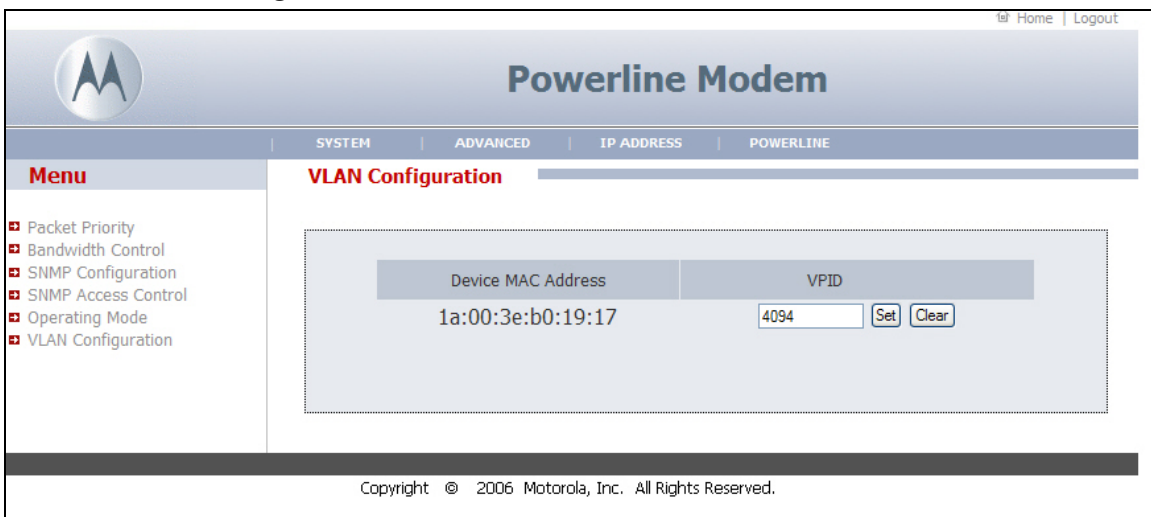 Home | Logout
Powerline Modem
| SYSTEM | ADVANCED | IP ADDRESS | POWERLINE
Menu
Packet Priority
Bandwidth Control
SNMP Configuration
SNMP Access Control
Operating Mode
VLAN Configuration
VLAN Configuration
Device MAC Address VPID
1a:00:3e:b0:19:17 4094 Set Clear
Copyright © 2006 Motorola, Inc. All Rights Reserved.